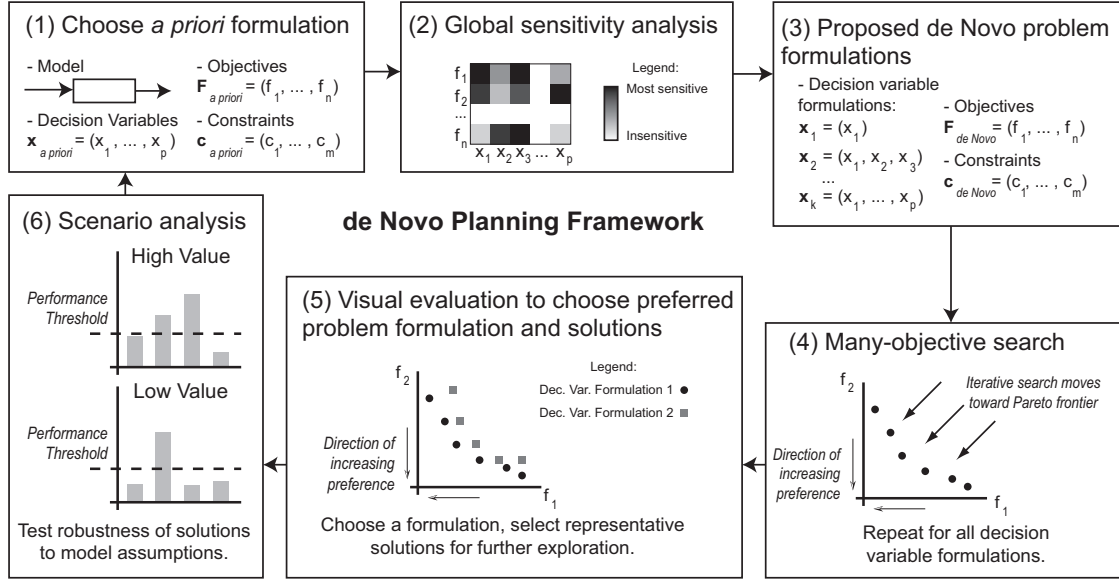 (1) Choose a priori formulation
- Model
- Decision Variables
x a priori = (x1, ... , xp)
- Objectives
F a priori = (f1, ... , fn)
- Constraints
c a priori = (c1, ... , cm)
(2) Global sensitivity analysis
f1
f2
...
fn
x1 x2 x3 ... xp
Legend:
Most sensitive
Insensitive
(3) Proposed de Novo problem
formulations
- Decision variable
formulations:
x1 = (x1)
x2 = (x1, x2, x3)
...
xk = (x1, ... , xp)
- Objectives
F de Novo = (f1, ... , fn)
- Constraints
c de Novo = (c1, ... , cm)
de Novo Planning Framework
(4) Many-objective search
f2
Iterative search moves
toward Pareto frontier
Direction of
increasing
preference
f1
Repeat for all decision
variable formulations.
(5) Visual evaluation to choose preferred
problem formulation and solutions
f2
Legend:
Dec. Var. Formulation 1
Dec. Var. Formulation 2
Direction of
increasing
preference
f1
Choose a formulation, select representative
solutions for further exploration.
(6) Scenario analysis
High Value
Performance
Threshold
Low Value
Performance
Threshold
Test robustness of solutions
to model assumptions.